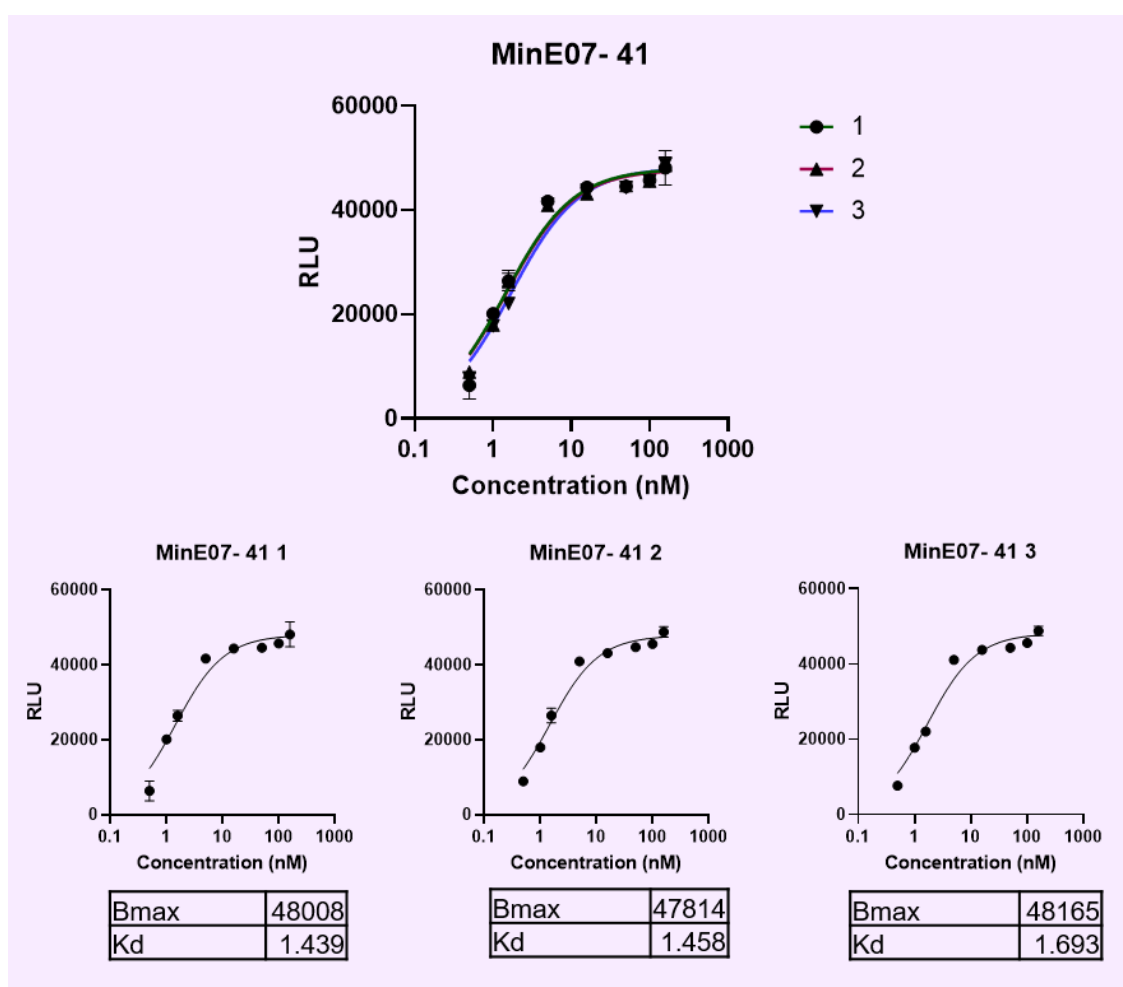 MinE07- 41
60000
40000
20000
0
0.1 1 10 100 1000
RLU
Concentration (nM)
1
2
3
MinE07- 41 1
60000
40000
20000
0
0.1 1 10 100 1000
RLU
Concentration (nM)
Bmax 48008
Kd 1.439
MinE07- 41 2
60000
40000
20000
0
0.1 1 10 100 1000
RLU
Concentration (nM)
Bmax 47814
Kd 1.458
MinE07- 41 3
60000
40000
20000
0
0.1 1 10 100 1000
RLU
Concentration (nM)
Bmax 48165
Kd 1.693